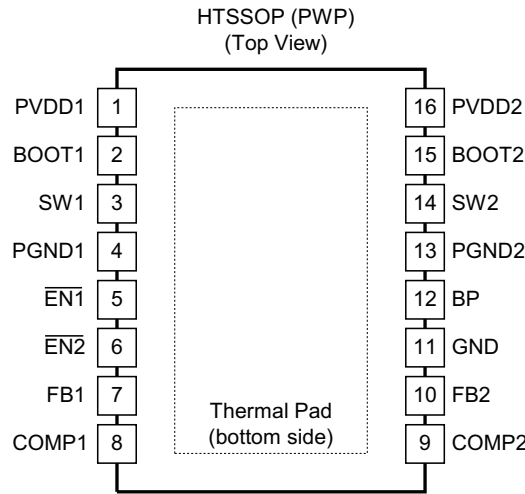 HTSSOP (PWP)
(Top View)
PVDD1 1 16 PVDD2
BOOT1 2 15 BOOT2
SW1 3 14 SW2
PGND1 4 13 PGND2
E̅N̅1̅ 5 12 BP
E̅N̅2̅ 6 11 GND
FB1 7 10 FB2
COMP1 8 9 COMP2
Thermal Pad
(bottom side)